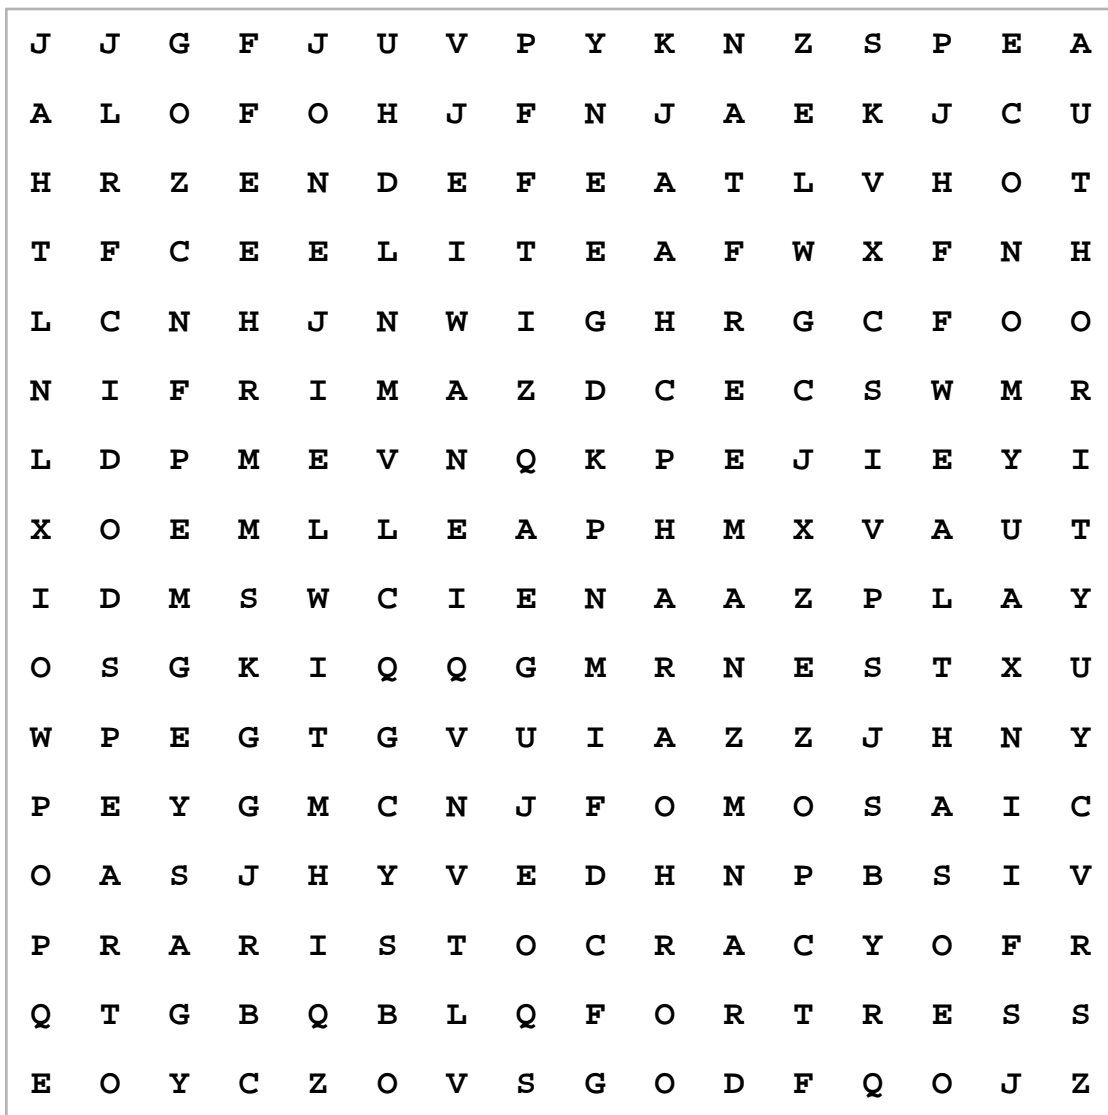 J J G F J U V P Y K N Z S P E A
A L O F O H J F N J A E K J C U
H R Z E N D E F E A T L V H O T
T F C E E L I T E A F W X F N H
L C N H J N W I G H R G C F O O
N I F R I M A Z D C E C S W M R
L D P M E V N Q K P E J I E Y I
X O E M L L E A P H M X V A U T
I D M S W C I E N A A Z P L A Y
O S G K I Q Q G M R N E S T X U
W P E G T G V U I A Z Z J H N Y
P E Y G M C N J F O M O S A I C
O A S J H Y V E D H N P B S I V
P R A R I S T O C R A C Y O F R
Q T G B Q B L Q F O R T R E S S
E O Y C Z O V S G O D F Q O J Z